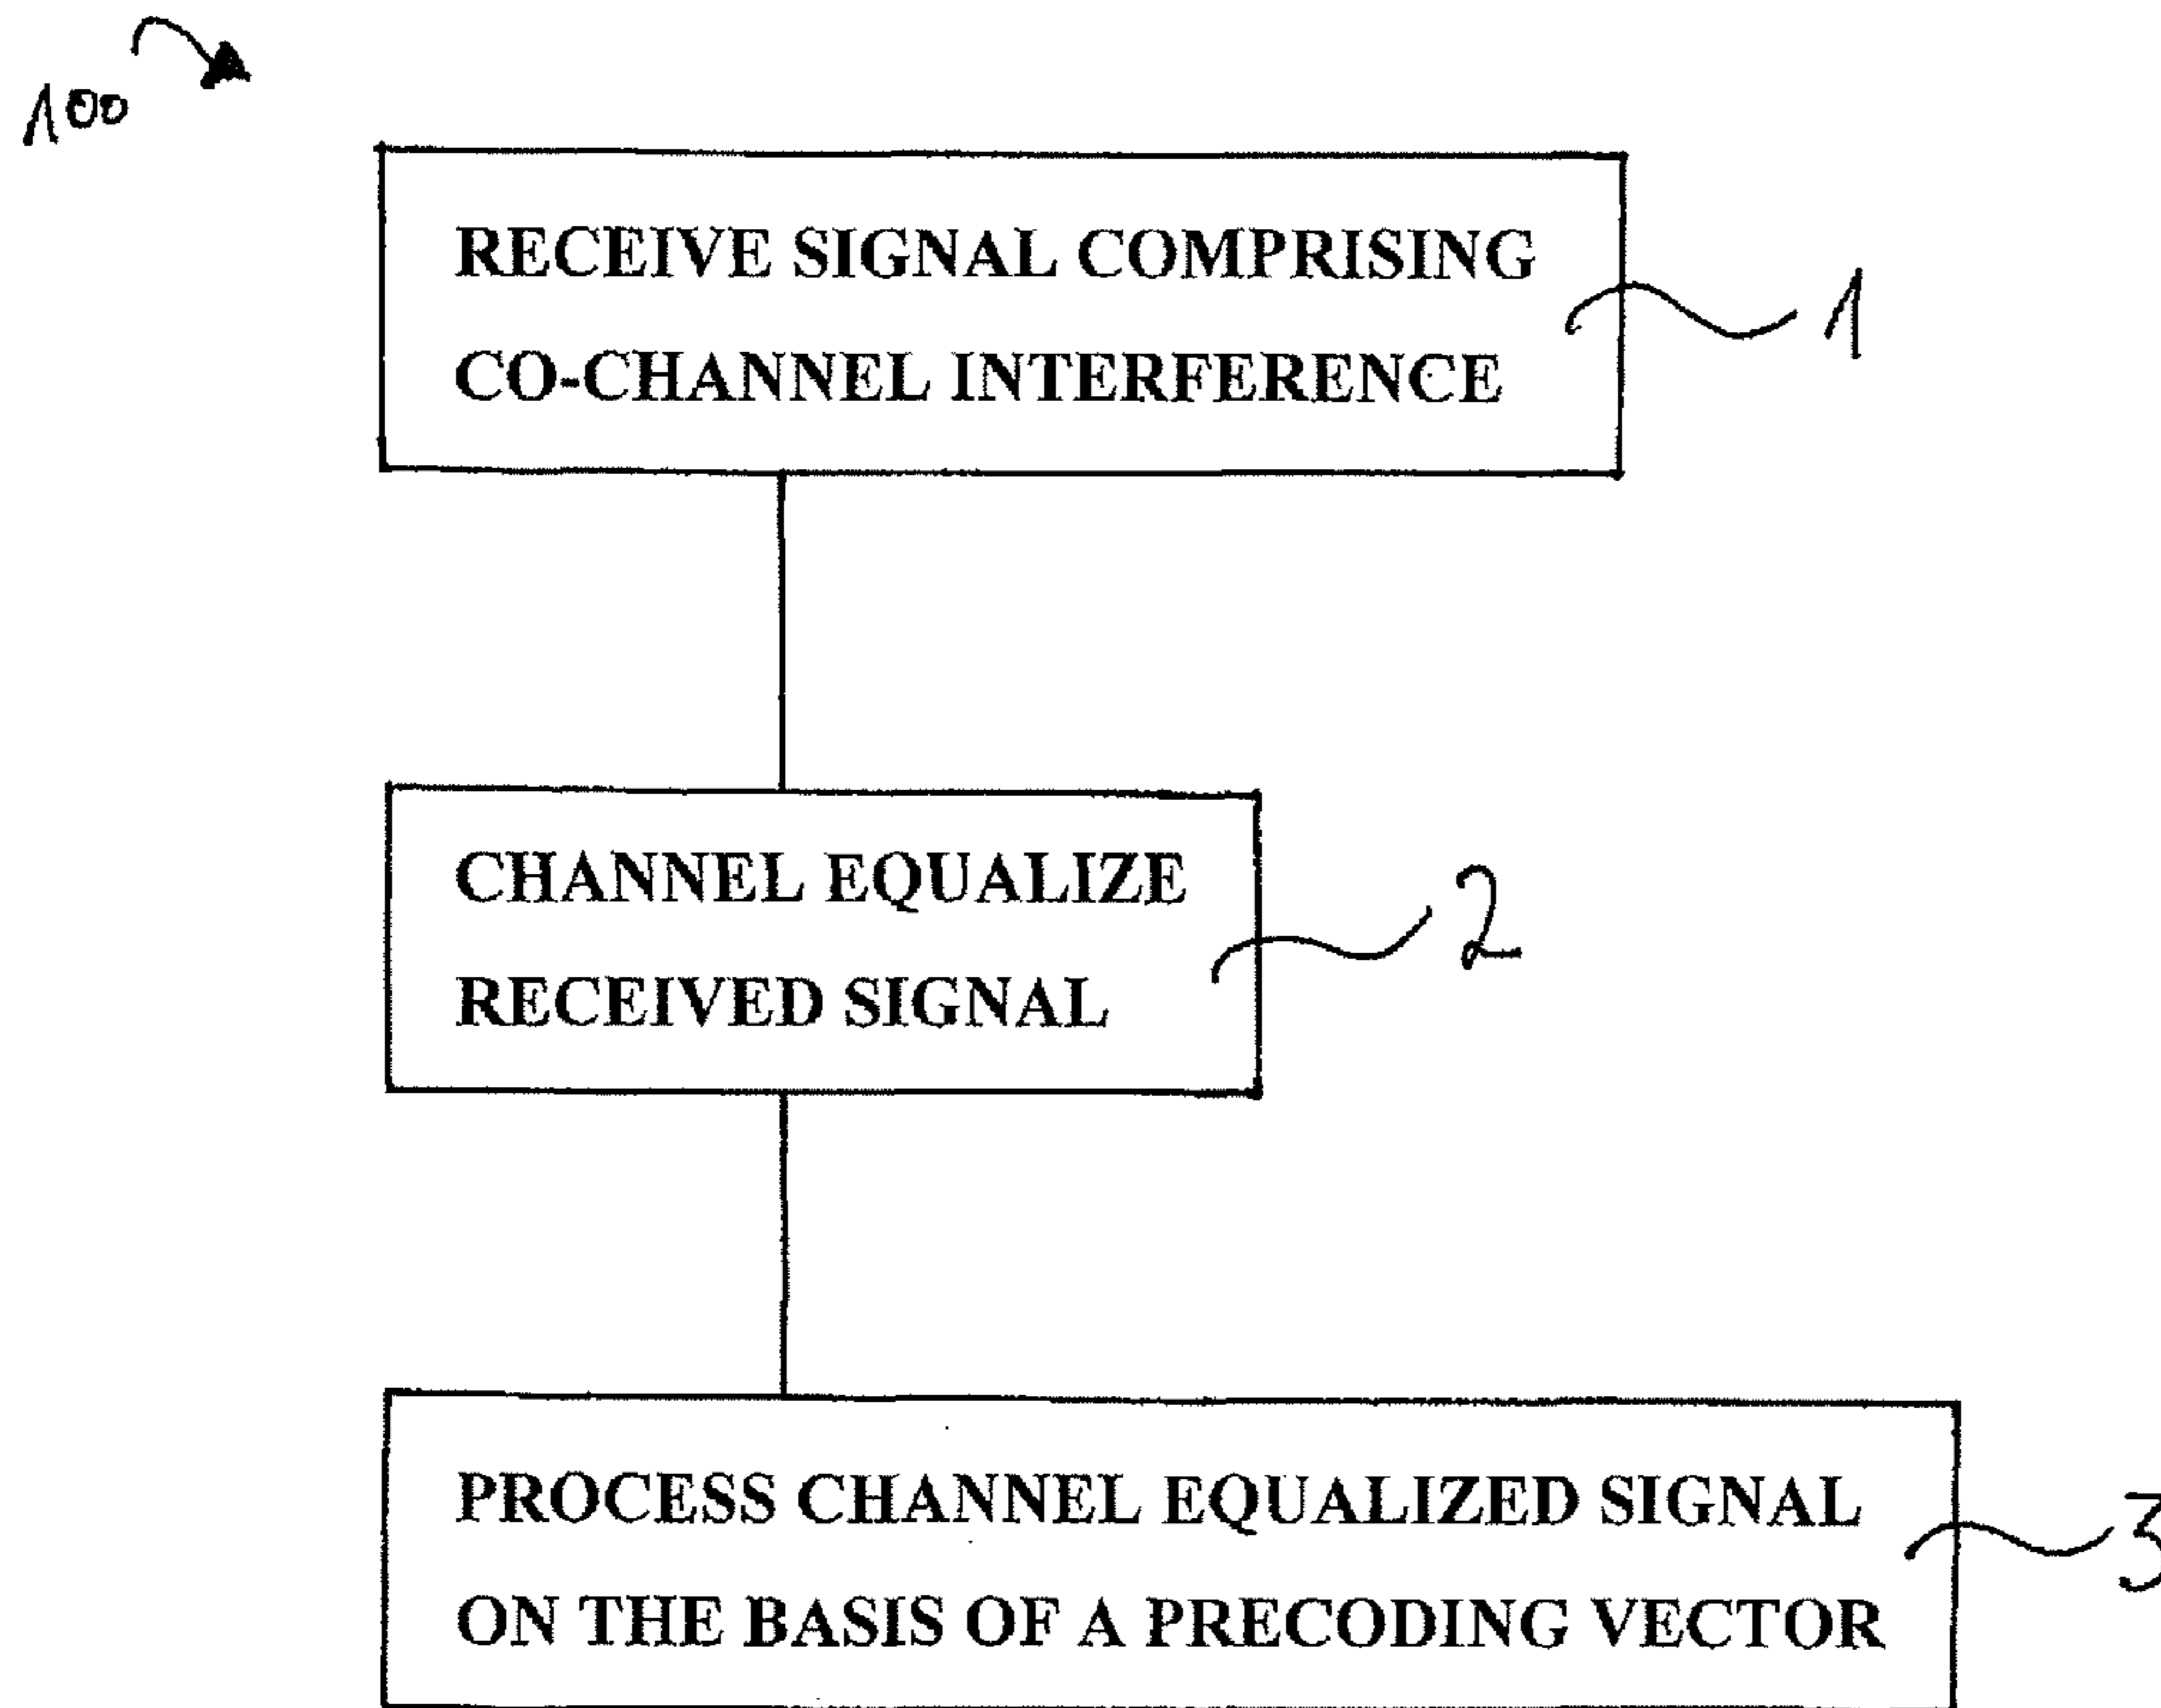 100
RECEIVE SIGNAL COMPRISING
CO-CHANNEL INTERFERENCE
1
CHANNEL EQUALIZE
RECEIVED SIGNAL
2
PROCESS CHANNEL EQUALIZED SIGNAL
ON THE BASIS OF A PRECODING VECTOR
3